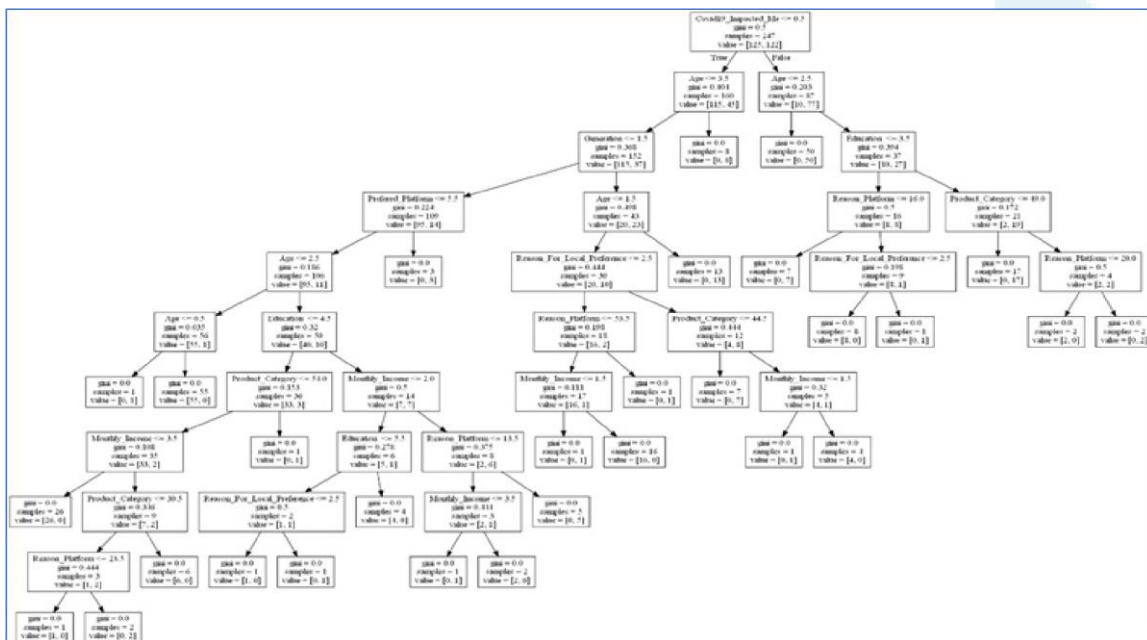 Covid19_Impacted_Me <= 0.5
gini = 0.5
samples = 247
value = [125, 122]
True
False
Age <= 3.5
gini = 0.401
samples = 160
value = [115, 45]
Age <= 2.5
gini = 0.203
samples = 87
value = [10, 77]
Generation <= 1.5
gini = 0.368
samples = 152
value = [115, 37]
gini = 0.0
samples = 8
value = [0, 8]
gini = 0.0
samples = 50
value = [0, 50]
Education <= 3.5
gini = 0.394
samples = 37
value = [10, 27]
Prefered_Platform <= 5.5
gini = 0.224
samples = 109
value = [95, 14]
Age <= 1.5
gini = 0.498
samples = 43
value = [20, 23]
Reason_Platform <= 16.0
gini = 0.5
samples = 16
value = [8, 8]
Product_Category <= 49.0
gini = 0.172
samples = 21
value = [2, 19]
Age <= 2.5
gini = 0.186
samples = 106
value = [95, 11]
gini = 0.0
samples = 3
value = [0, 3]
Reason_For_Local_Preference <= 2.5
gini = 0.444
samples = 30
value = [20, 10]
gini = 0.0
samples = 13
value = [0, 13]
gini = 0.0
samples = 7
value = [0, 7]
Reason_For_Local_Preference <= 2.5
gini = 0.198
samples = 9
value = [8, 1]
gini = 0.0
samples = 17
value = [0, 17]
Reason_Platform <= 20.0
gini = 0.5
samples = 4
value = [2, 2]
Age <= 0.5
gini = 0.035
samples = 56
value = [55, 1]
Education <= 4.5
gini = 0.32
samples = 50
value = [40, 10]
Reason_Platform <= 53.5
gini = 0.198
samples = 18
value = [16, 2]
Product_Category <= 44.5
gini = 0.444
samples = 12
value = [4, 8]
gini = 0.0
samples = 8
value = [8, 0]
gini = 0.0
samples = 1
value = [0, 1]
gini = 0.0
samples = 2
value = [2, 0]
gini = 0.0
samples = 2
value = [0, 2]
gini = 0.0
samples = 1
value = [0, 1]
gini = 0.0
samples = 55
value = [55, 0]
Product_Category <= 54.0
gini = 0.153
samples = 36
value = [33, 3]
Monthly_Income <= 2.0
gini = 0.5
samples = 14
value = [7, 7]
Monthly_Income <= 1.5
gini = 0.111
samples = 17
value = [16, 1]
gini = 0.0
samples = 1
value = [0, 1]
gini = 0.0
samples = 7
value = [0, 7]
Monthly_Income <= 1.5
gini = 0.32
samples = 5
value = [4, 1]
Monthly_Income <= 3.5
gini = 0.108
samples = 35
value = [33, 2]
gini = 0.0
samples = 1
value = [0, 1]
Education <= 5.5
gini = 0.278
samples = 6
value = [5, 1]
Reason_Platform <= 13.5
gini = 0.375
samples = 8
value = [2, 6]
gini = 0.0
samples = 1
value = [0, 1]
gini = 0.0
samples = 16
value = [16, 0]
gini = 0.0
samples = 1
value = [0, 1]
gini = 0.0
samples = 4
value = [4, 0]
gini = 0.0
samples = 26
value = [26, 0]
Product_Category <= 30.5
gini = 0.346
samples = 9
value = [7, 2]
Reason_For_Local_Preference <= 2.5
gini = 0.5
samples = 2
value = [1, 1]
gini = 0.0
samples = 4
value = [4, 0]
Monthly_Income <= 3.5
gini = 0.444
samples = 3
value = [2, 1]
gini = 0.0
samples = 5
value = [0, 5]
Reason_Platform <= 23.5
gini = 0.444
samples = 3
value = [1, 2]
gini = 0.0
samples = 6
value = [6, 0]
gini = 0.0
samples = 1
value = [1, 0]
gini = 0.0
samples = 1
value = [0, 1]
gini = 0.0
samples = 1
value = [0, 1]
gini = 0.0
samples = 2
value = [2, 0]
gini = 0.0
samples = 1
value = [1, 0]
gini = 0.0
samples = 2
value = [0, 2]